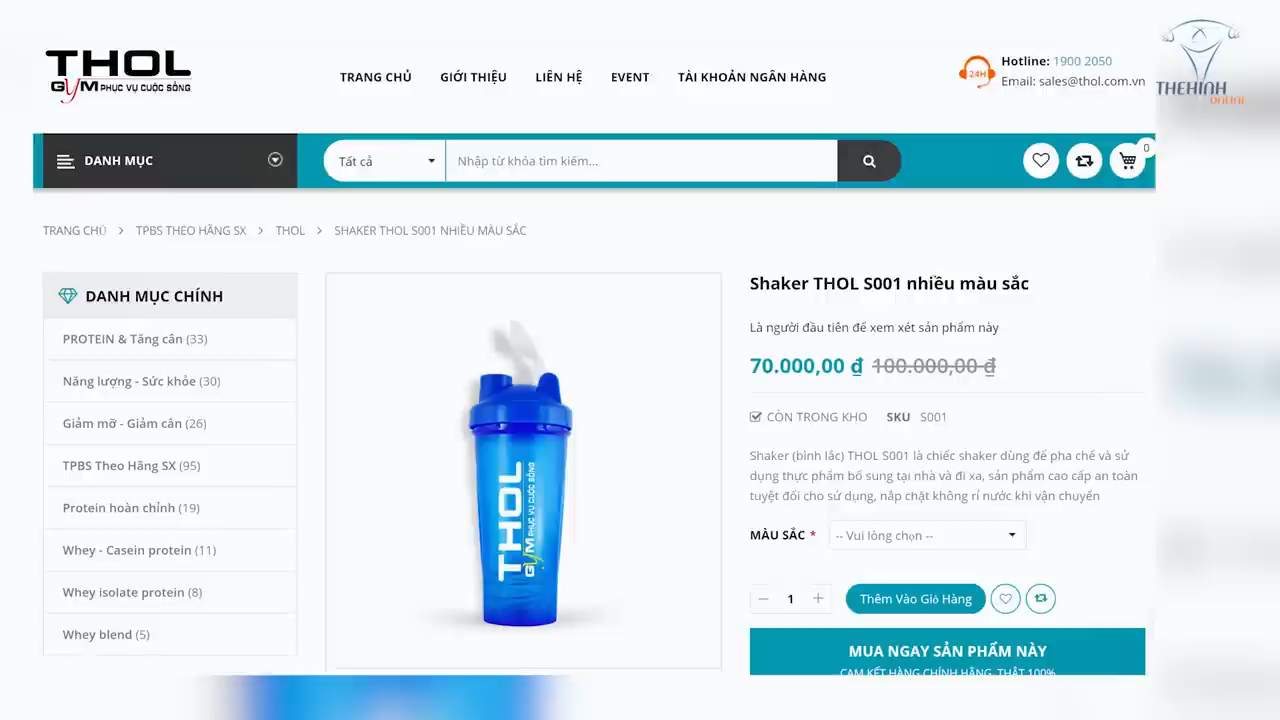 THOL
GYM PHỤC VỤ CUỘC SỐNG
TRANG CHỦ
GIỚI THIỆU
LIÊN HỆ
EVENT
TÀI KHOẢN NGÂN HÀNG
24H
Hotline: 1900 2050
Email: sales@thol.com.vn
THEHINH
ONLINE
DANH MỤC
Tất cả
Nhập từ khóa tìm kiếm...
0
TRANG CHỦ > TPBS THEO HÃNG SX > THOL > SHAKER THOL S001 NHIỀU MÀU SẮC
DANH MỤC CHÍNH
PROTEIN & Tăng cân (33)
Năng lượng - Sức khỏe (30)
Giảm mỡ - Giảm cân (26)
TPBS Theo Hãng SX (95)
Protein hoàn chỉnh (19)
Whey - Casein protein (11)
Whey isolate protein (8)
Whey blend (5)
THOL
GYM PHỤC VỤ CUỘC SỐNG
Shaker THOL S001 nhiều màu sắc
Là người đầu tiên để xem xét sản phẩm này
70.000,00 ₫ 100.000,00 ₫
CÒN TRONG KHO SKU S001
Shaker (bình lắc) THOL S001 là chiếc shaker dùng để pha chế và sử
dụng thực phẩm bổ sung tại nhà và đi xa, sản phẩm cao cấp an toàn
tuyệt đối cho sử dụng, nắp chặt không rỉ nước khi vận chuyển
MÀU SẮC * -- Vui lòng chọn --
1
Thêm Vào Giỏ Hàng
MUA NGAY SẢN PHẨM NÀY
CAM KẾT HÀNG CHÍNH HÃNG, THẬT 100%